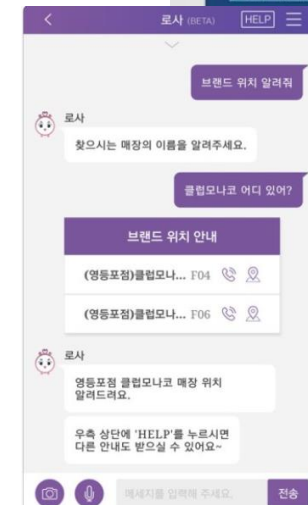 로사 (BETA) HELP
브랜드 위치 알려줘
로사
찾으시는 매장의 이름을 알려주세요.
클럽모나코 어디 있어?
브랜드 위치 안내
(영등포점)클럽모나... F04
(영등포점)클럽모나... F06
로사
영등포점 클럽모나코 매장 위치
알려드려요.
우측 상단에 'HELP'를 누르시면
다른 안내도 받으실 수 있어요~
메세지를 입력해 주세요.
전송